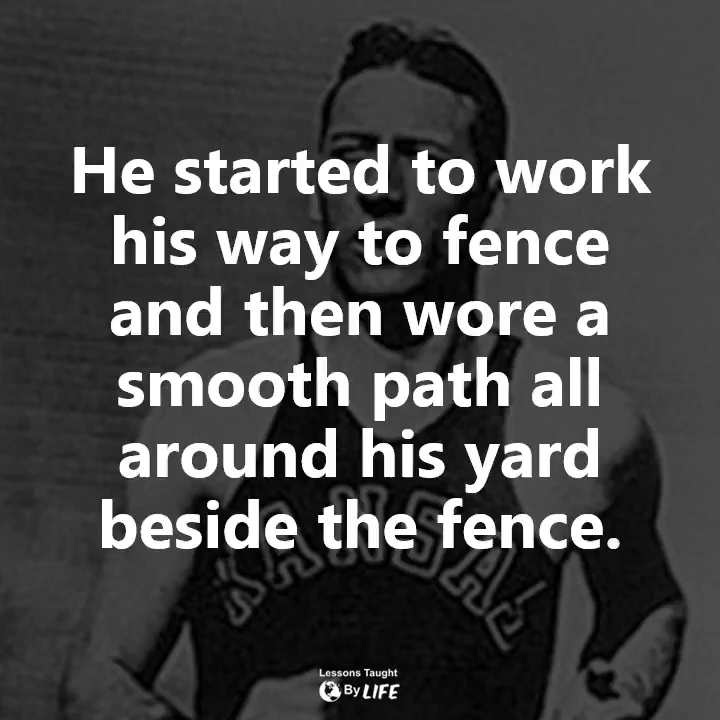 He started to work
his way to fence
and then wore a
smooth path all
around his yard
beside the fence.
KANSAS
Lessons Taught
By LIFE